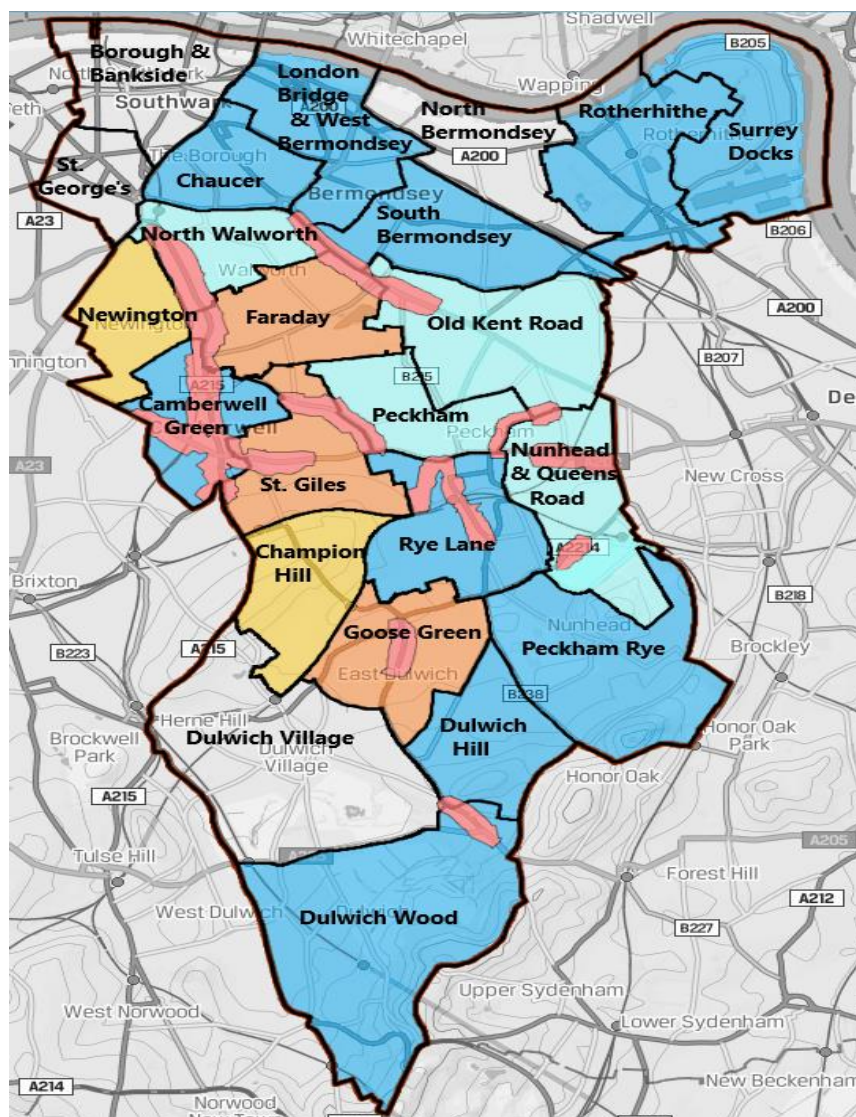 Shadwell
Whitechapel
B205
Borough &
Bankside
Southwark
London
Bridge
& West
Bermondsey
A200
Wapping
North
Bermondsey
A200
Rotherhithe
Surrey
Docks
St.
George's
The Borough
Chaucer
Bermondsey
A23
South
Bermondsey
B206
North Walworth
Walworth
Newington
Newington
Faraday
Old Kent Road
A200
B207
A215
B215
Camberwell
Green
Peckham
Peckham
A23
Nunhead
& Queens
Road
New Cross
St. Giles
Champion
Hill
Rye Lane
A2214
Brixton
B218
Goose Green
Nunhead
Peckham Rye
A215
B223
East Dulwich
Brockley
B238
Herne Hill
Dulwich Village
Dulwich
Village
Dulwich
Hill
Honor Oak
Park
Brockwell
Park
Honor Oak
A215
Tulse Hill
A205
Forest Hill
West Dulwich
Dulwich Wood
A212
B227
Upper Sydenham
West Norwood
Lower Sydenham
A214
Norwood
New Beckenham